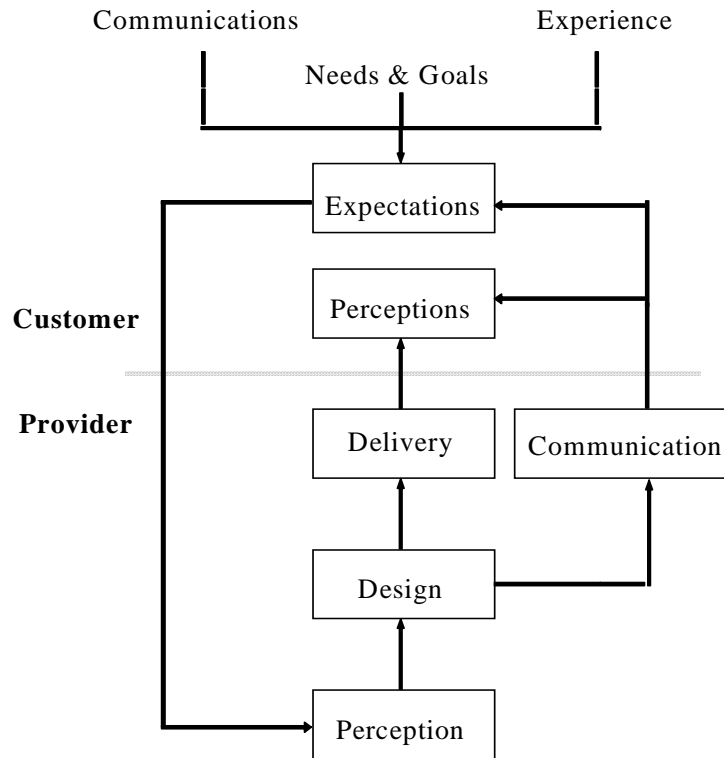 Communications
Experience
Needs & Goals
Expectations
Perceptions
Customer
Provider
Delivery
Communication
Design
Perception